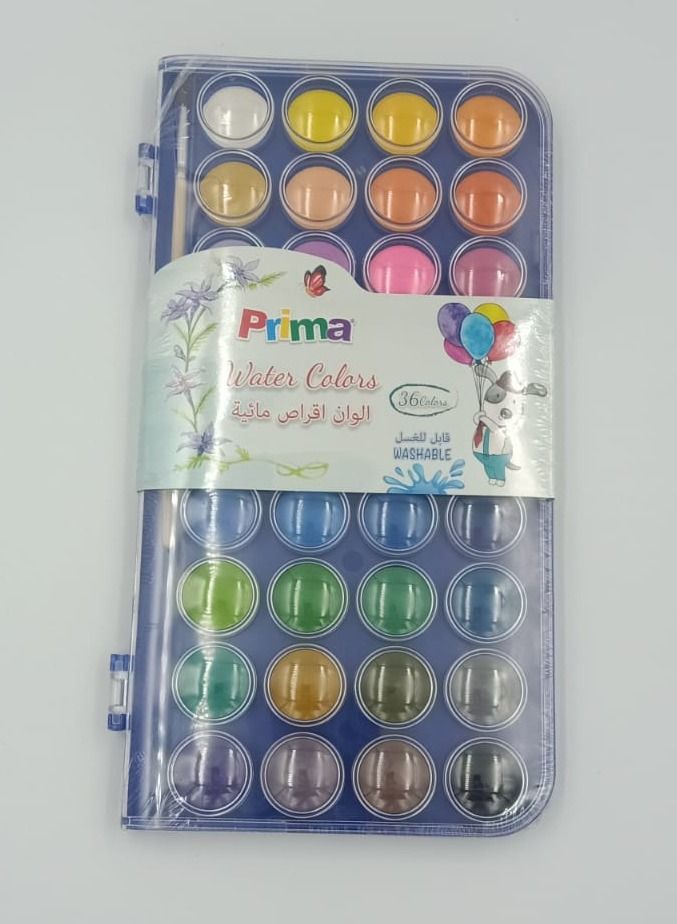 Prima
Water Colors
الوان اقراص مائية
36 Colors
قابل للغسل
WASHABLE